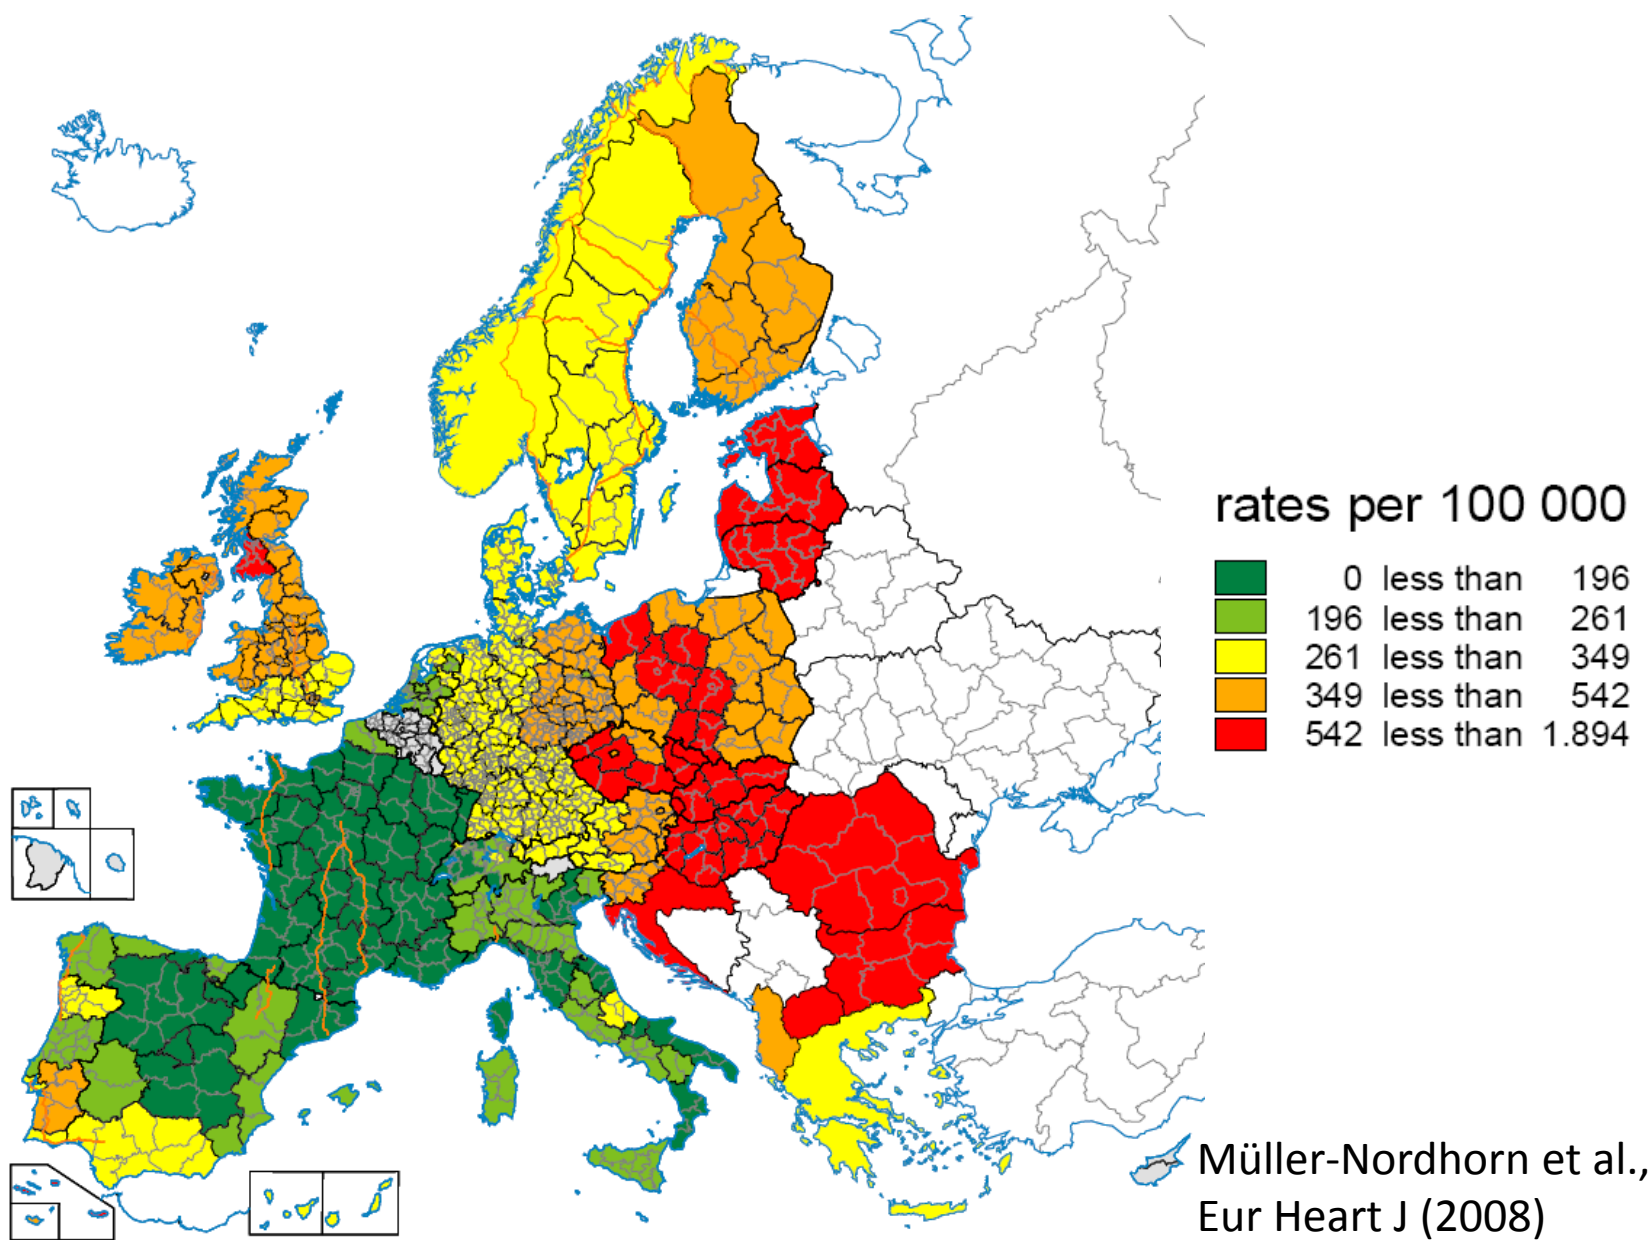 rates per 100 000
0 less than 196
196 less than 261
261 less than 349
349 less than 542
542 less than 1.894
Müller-Nordhorn et al.,
Eur Heart J (2008)